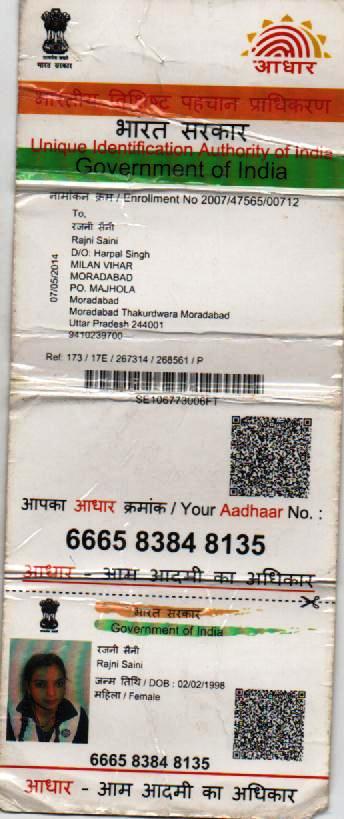 भारत सरकार
आधार
भारतीय विशिष्ट पहचान प्राधिकरण
भारत सरकार
Unique Identification Authority of India
Government of India
नामांकन क्रम / Enrollment No 2007/47565/00712
To,
रजनी सैनी
Rajni Saini
D/O: Harpal Singh
MILAN VIHAR
MORADABAD
PO. MAJHOLA
Moradabad
Moradabad Thakurdwera Moradabad
Uttar Pradesh 244001
9410239700
07/05/2014
Ref: 173 / 17E / 267314 / 268561 / P
SE106773006FT
आपका आधार क्रमांक / Your Aadhaar No. :
6665 8384 8135
आधार - आम आदमी का अधिकार
भारत सरकार
Government of India
रजनी सैनी
Rajni Saini
जन्म तिथि / DOB : 02/02/1998
महिला / Female
6665 8384 8135
आधार - आम आदमी का अधिकार